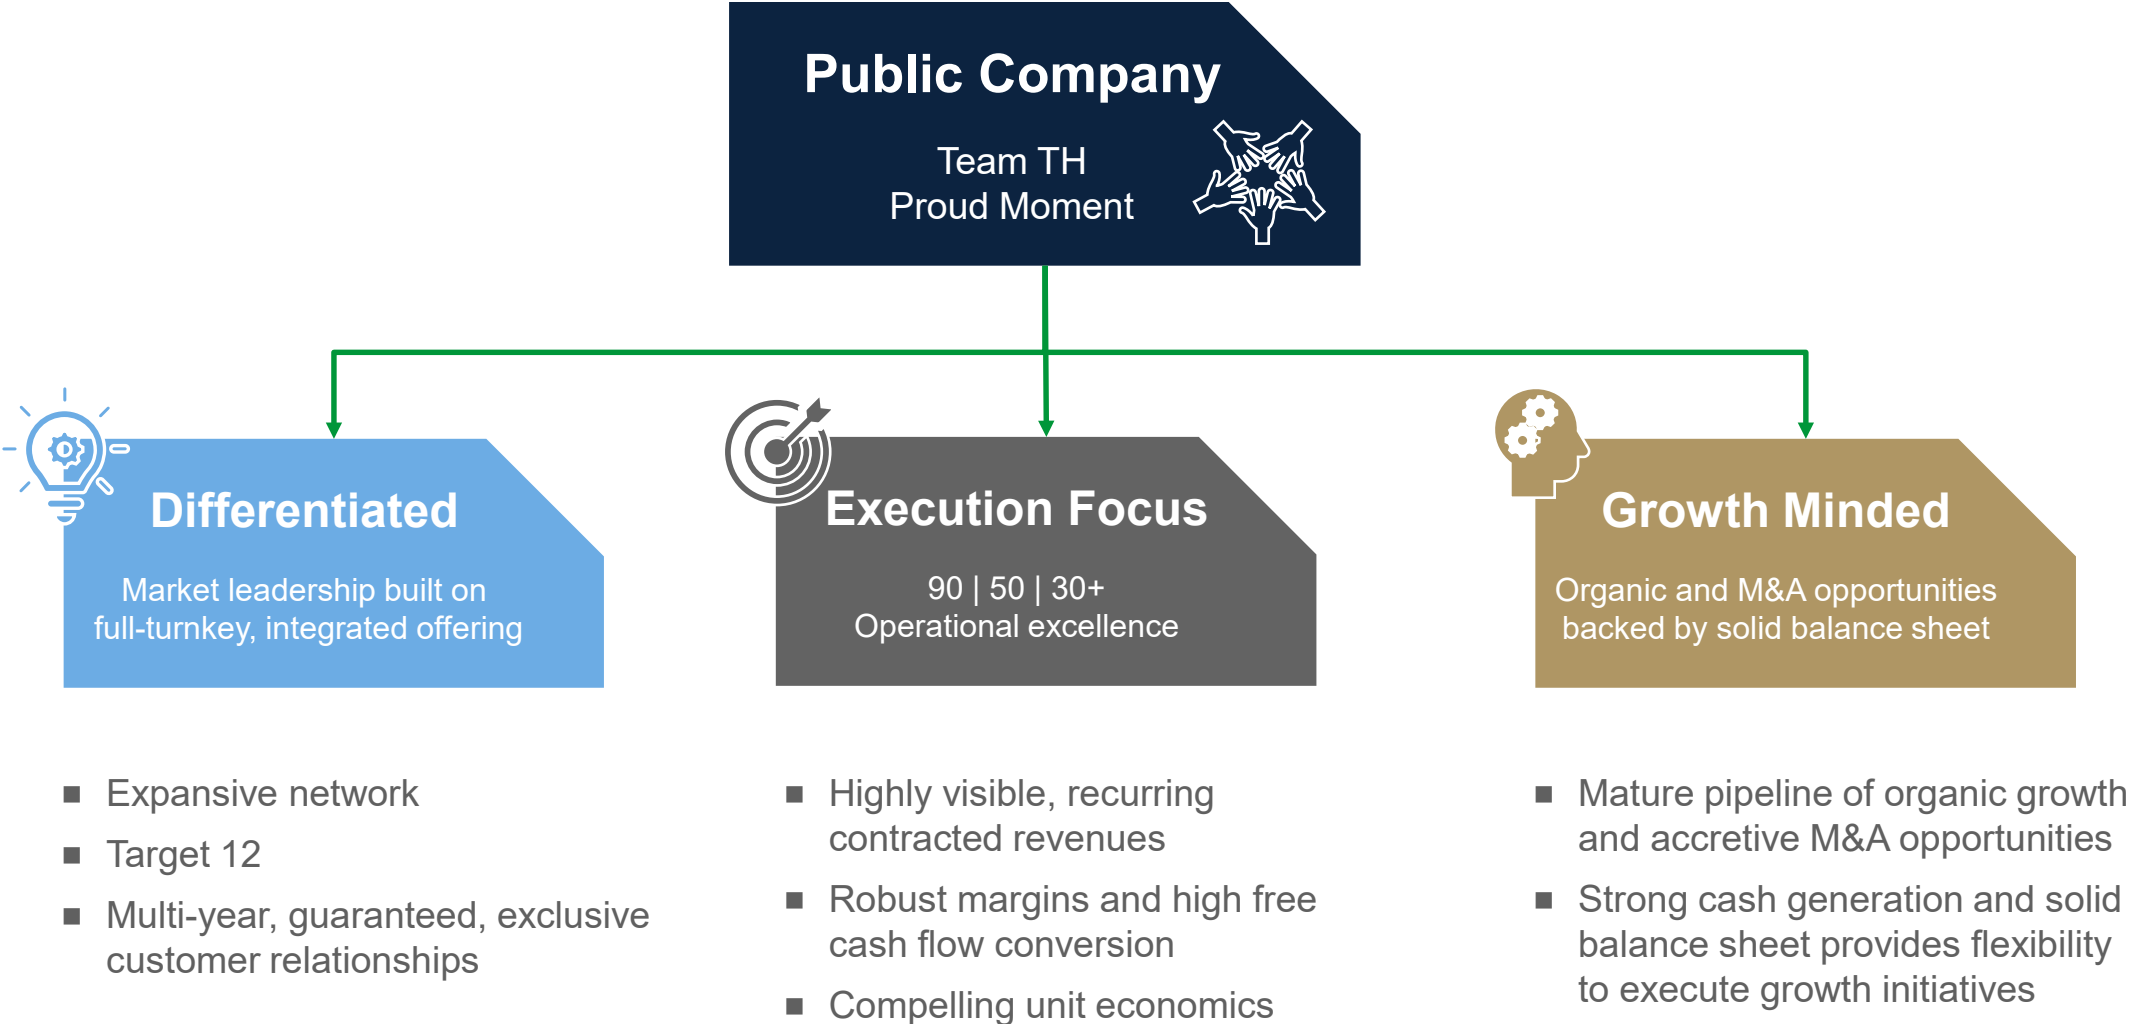 Public Company
Team TH
Proud Moment
Differentiated
Market leadership built on
full-turnkey, integrated offering
Execution Focus
90 | 50 | 30+
Operational excellence
Growth Minded
Organic and M&A opportunities
backed by solid balance sheet
■ Expansive network
■ Target 12
■ Multi-year, guaranteed, exclusive
customer relationships
■ Highly visible, recurring
contracted revenues
■ Robust margins and high free
cash flow conversion
■ Compelling unit economics
■ Mature pipeline of organic growth
and accretive M&A opportunities
■ Strong cash generation and solid
balance sheet provides flexibility
to execute growth initiatives